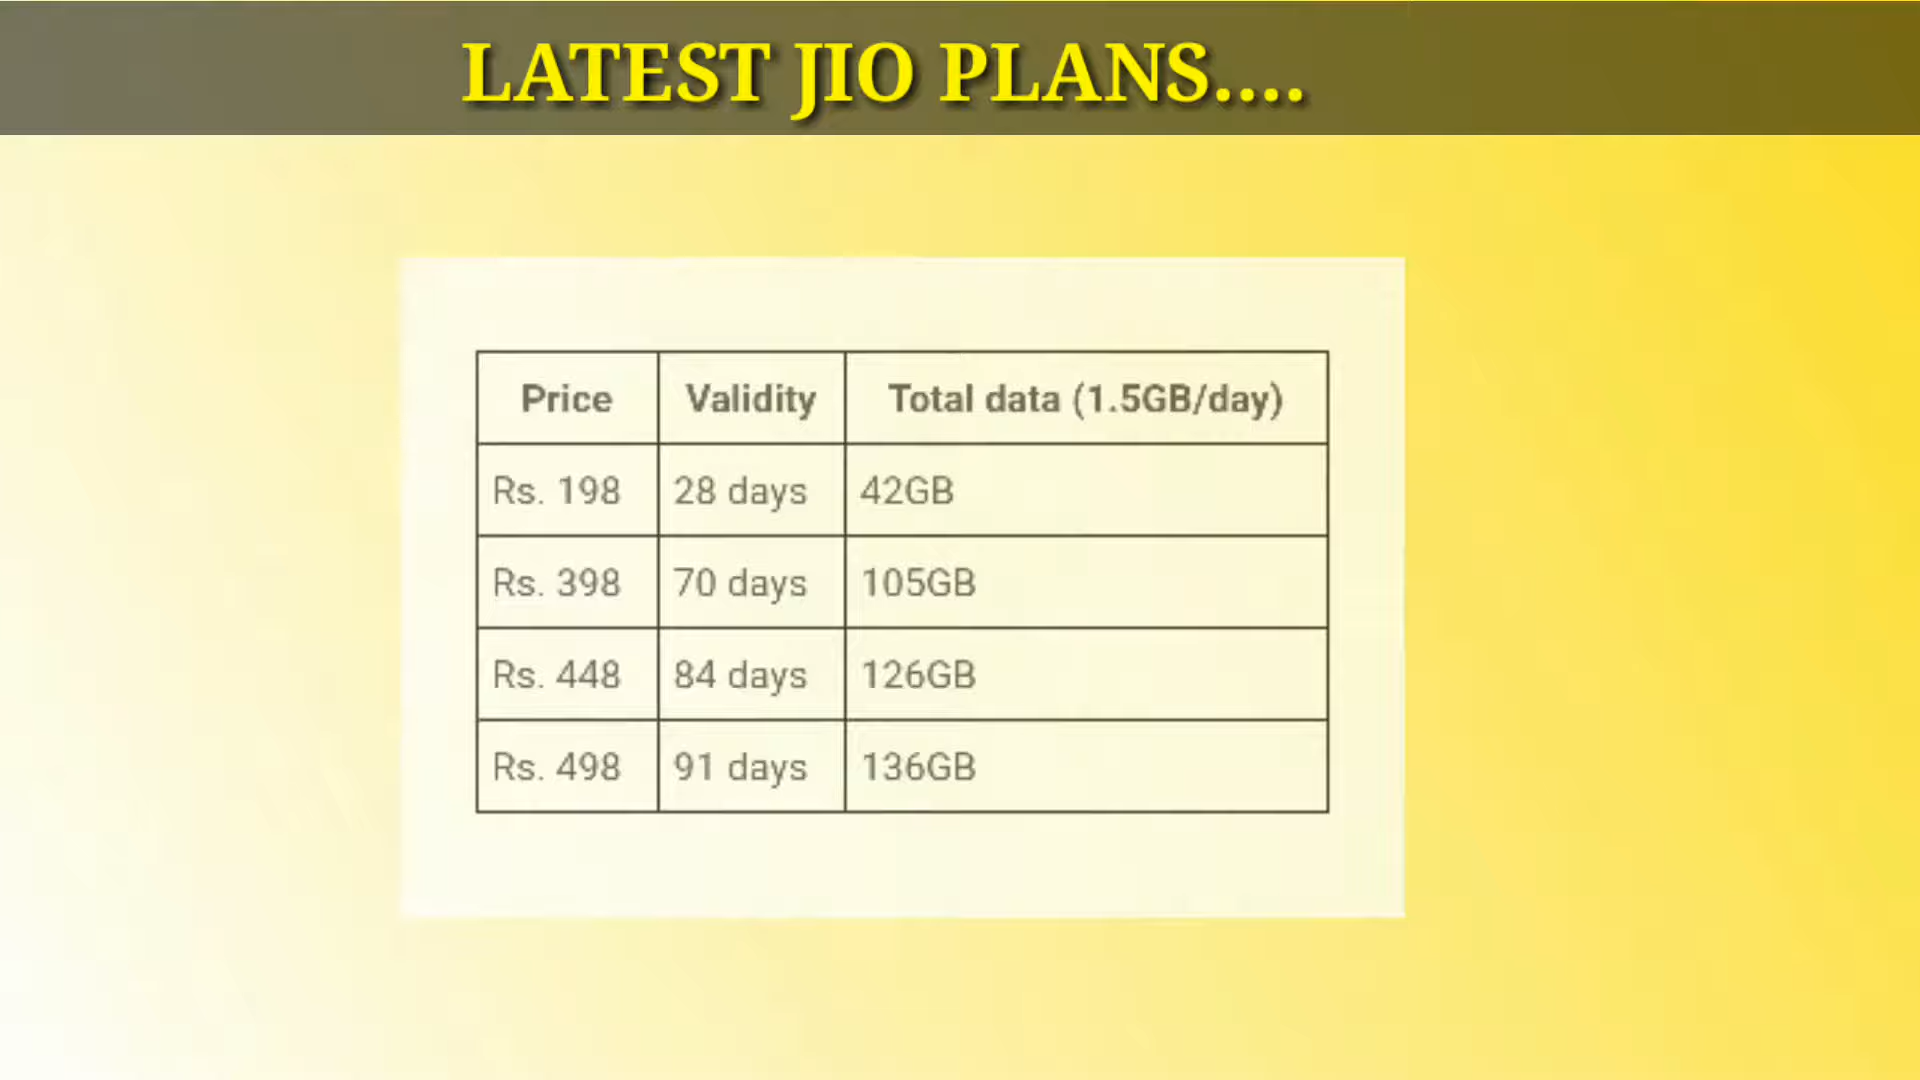 LATEST JIO PLANS....
Price Validity Total data (1.5GB/day)
Rs. 198 28 days 42GB
Rs. 398 70 days 105GB
Rs. 448 84 days 126GB
Rs. 498 91 days 136GB